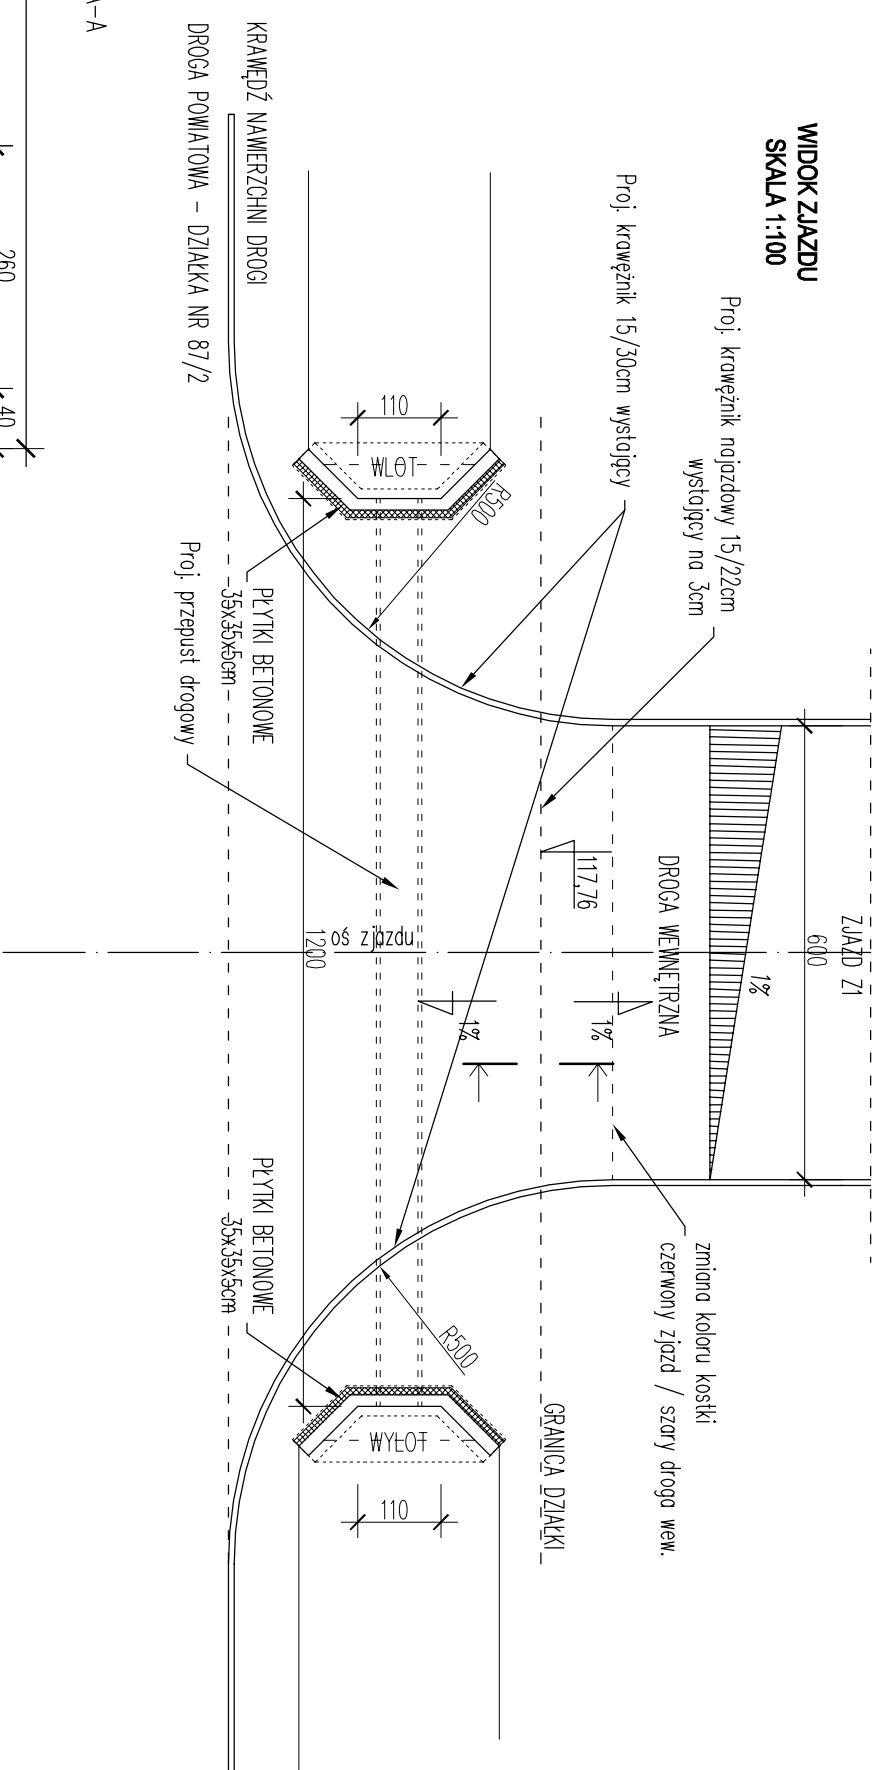 WIDOK ZJAZDU
SKALA 1:100
ZJAZD Z1
600
1%
Proj. krawężnik najazdowy 15/22cm
wystający na 3cm
Proj. krawężnik 15/30cm wystający
DROGA WEWNĘTRZNA
zmiana koloru kostki
czerwony zjazd / szary droga wew.
117,76
1%
1%
GRANICA DZIAŁKI
R500
R500
110
WLOT
WYLOT
110
oś zjazdu
1200
PŁYTKI BETONOWE
35x35x5cm
PŁYTKI BETONOWE
35x35x5cm
KRAWĘDŹ NAWIERZCHNI DROGI
DROGA POWIATOWA - DZIAŁKA NR 87/2
Proj. przepust drogowy
-A
260
40